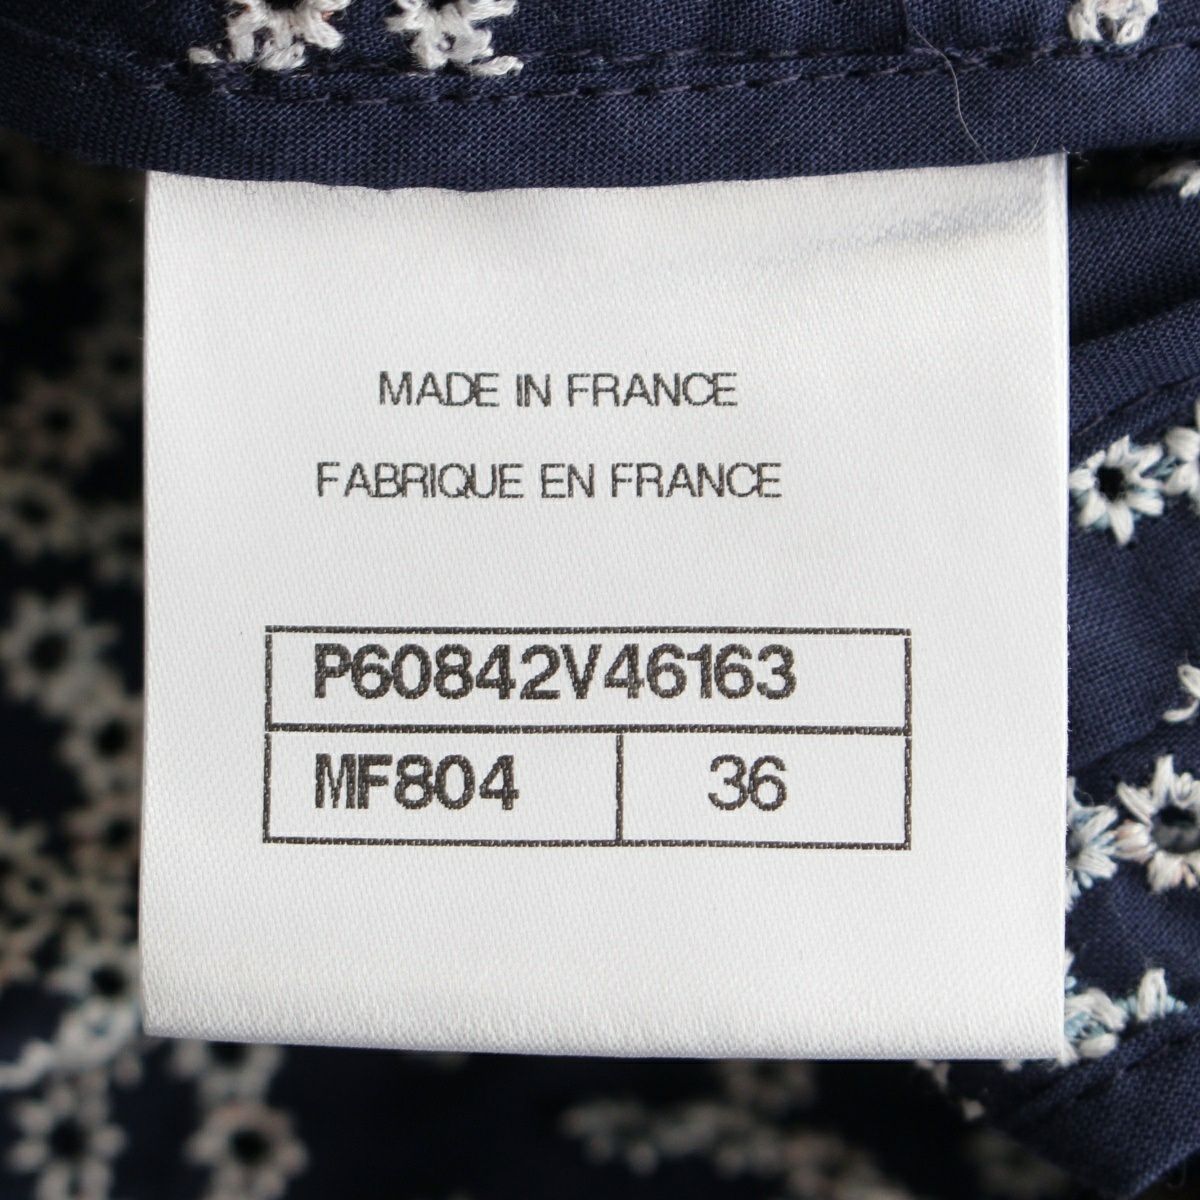 MADE IN FRANCE
FABRIQUE EN FRANCE
P60842V46163
MF804 36